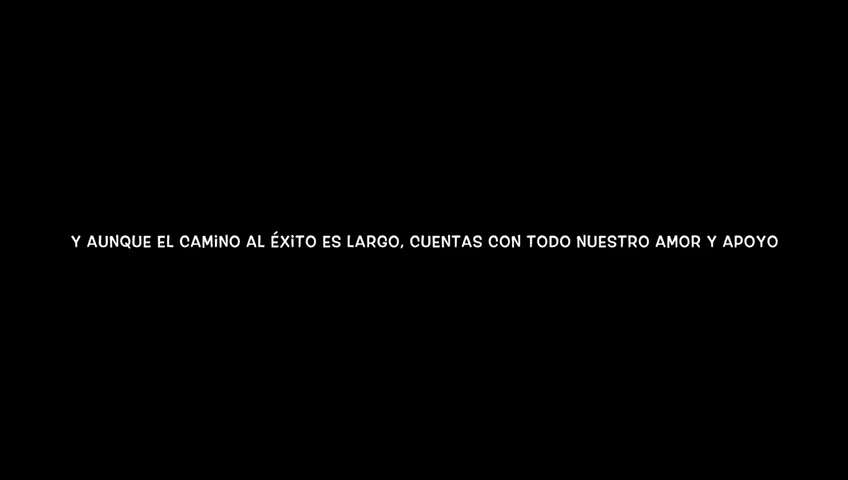 Y AUNQUE EL CAMiNO AL ÉXiTO ES LARGO, CUENTAS CON TODO NUESTRO AMOR Y APOYO